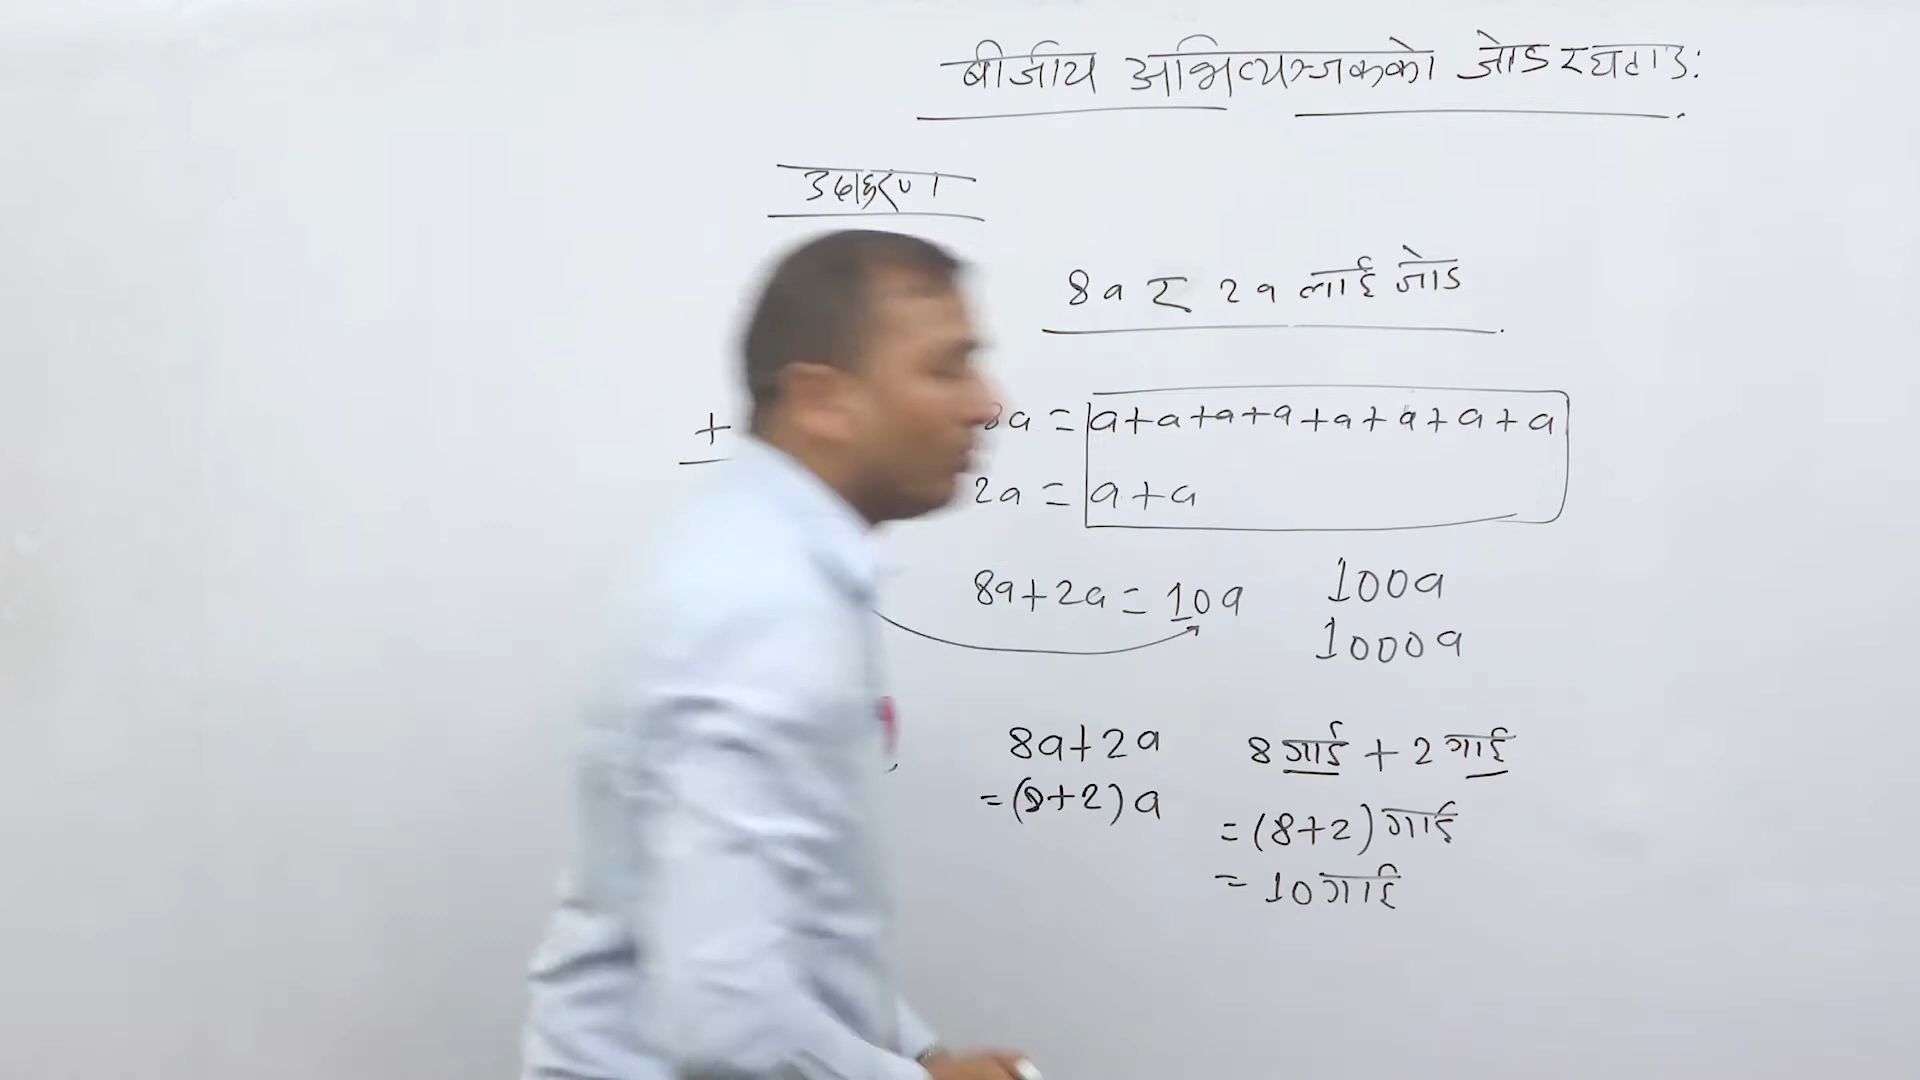 बीजीय अभिव्यञ्जकको जोड र घटाउ:
उदाहरण
8a र 2a लाई जोड
+
8a = a+a+a+a+a+a+a+a
2a = a+a
8a+2a = 10a
100a
1000a
8a+2a
=(8+2)a
8 गाई + 2 गाई
=(8+2) गाई
= 10 गाई